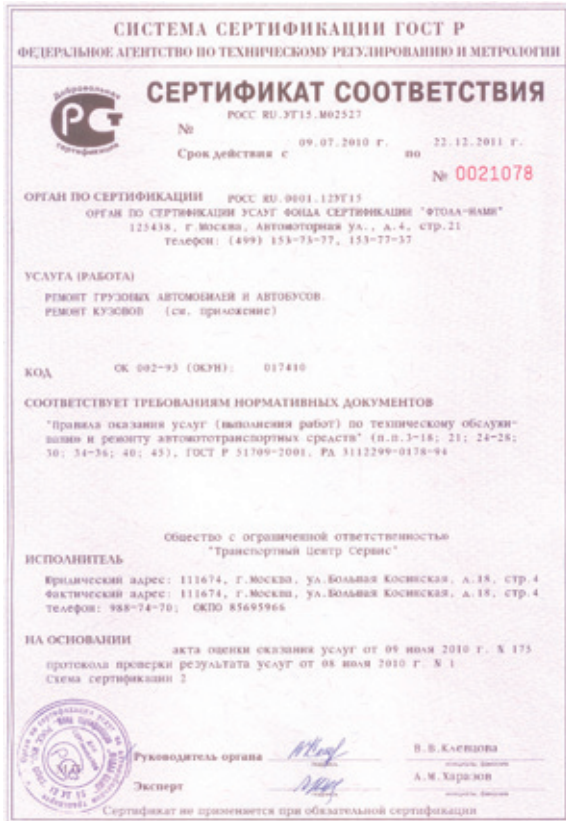 СИСТЕМА СЕРТИФИКАЦИИ ГОСТ Р
ФЕДЕРАЛЬНОЕ АГЕНТСТВО ПО ТЕХНИЧЕСКОМУ РЕГУЛИРОВАНИЮ И МЕТРОЛОГИИ
Добровольная
сертификация
СЕРТИФИКАТ СООТВЕТСТВИЯ
РОСС RU.УГ15.М02527
№
09.07.2010 г. 22.12.2011 г.
Срок действия с по
№ 0021078
ОРГАН ПО СЕРТИФИКАЦИИ РОСС RU.0001.12УГ15
ОРГАН ПО СЕРТИФИКАЦИИ УСЛУГ ФОНДА СЕРТИФИКАЦИИ "ФТОЛА-НАМИ"
125438, г.Москва, Автомоторная ул., д.4, стр.21
телефон: (499) 153-73-77, 153-77-37
УСЛУГА (РАБОТА)
РЕМОНТ ГРУЗОВЫХ АВТОМОБИЛЕЙ И АВТОБУСОВ.
РЕМОНТ КУЗОВОВ (см. приложение)
КОД ОК 002-93 (ОКУН): 017410
СООТВЕТСТВУЕТ ТРЕБОВАНИЯМ НОРМАТИВНЫХ ДОКУМЕНТОВ
"Правила оказания услуг (выполнения работ) по техническому обслужи-
ванию и ремонту автомототранспортных средств" (п.п.3-18; 21; 24-28;
30; 34-36; 40; 45), ГОСТ Р 51709-2001, РД 3112299-0178-94
Общество с ограниченной ответственностью
"Транспортный Центр Сервис"
ИСПОЛНИТЕЛЬ
Юридический адрес: 111674, г.Москва, ул.Большая Косинская, д.18, стр.4
Фактический адрес: 111674, г.Москва, ул.Большая Косинская, д.18, стр.4
телефон: 988-74-70; ОКПО 85695966
НА ОСНОВАНИИ
акта оценки оказания услуг от 09 июля 2010 г. N 175
протокола проверки результата услуг от 08 июля 2010 г. N 1
Схема сертификации 2
Руководитель органа В.В.Клепцова
Эксперт А.М.Харазов
Сертификат не применяется при обязательной сертификации